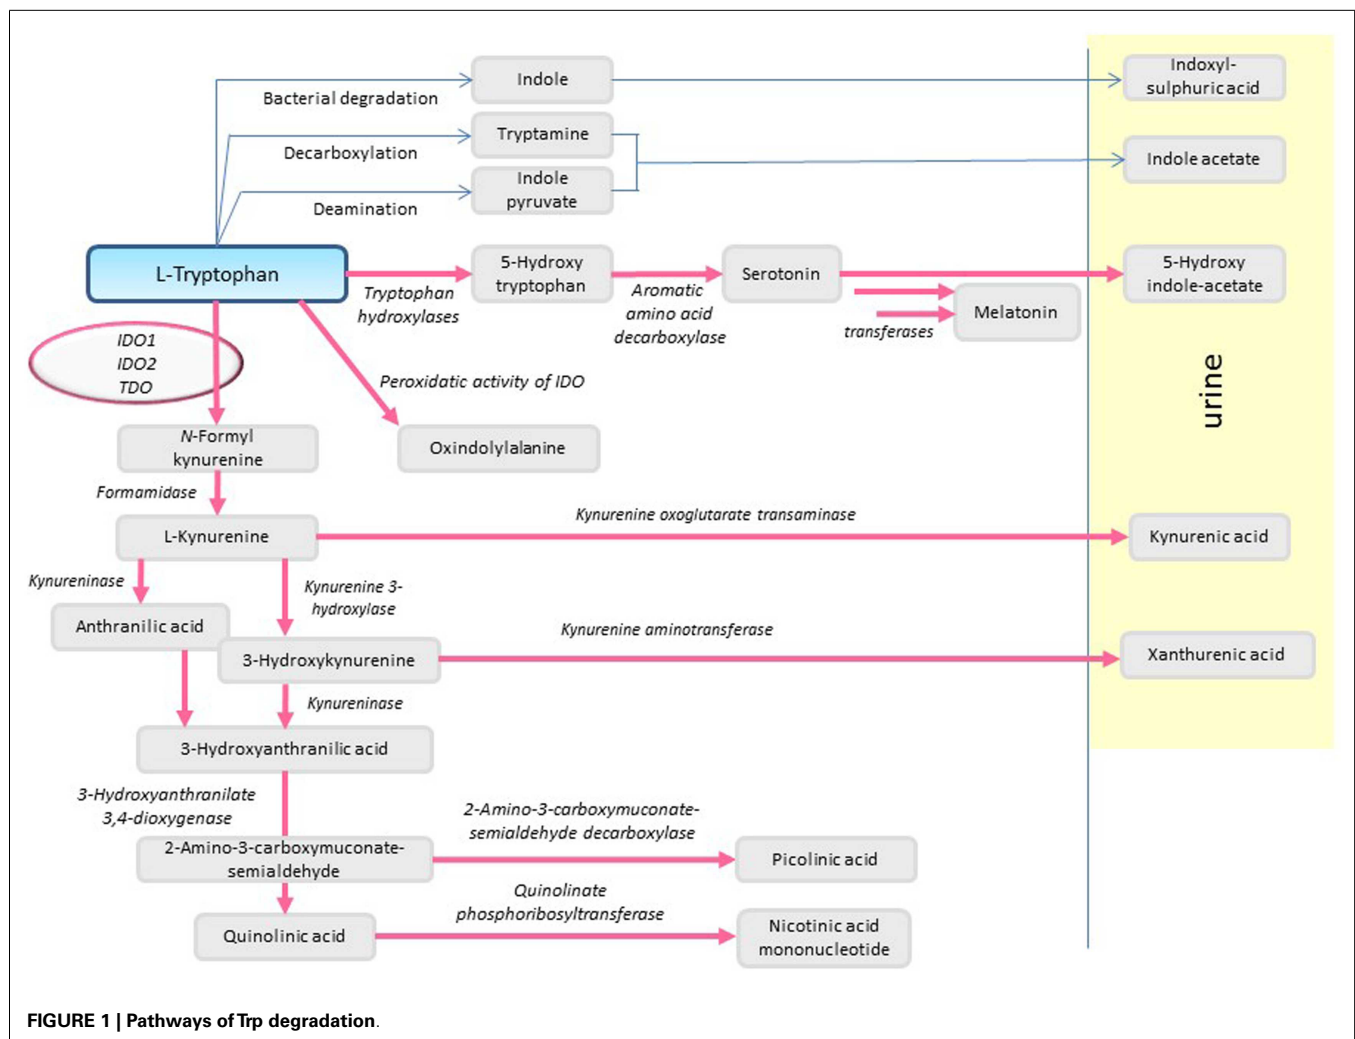 Indole
Indoxyl-
sulphuric acid
Bacterial degradation
Tryptamine
Decarboxylation
Indole acetate
Indole
pyruvate
Deamination
L-Tryptophan
5-Hydroxy
tryptophan
Serotonin
5-Hydroxy
indole-acetate
Tryptophan
hydroxylases
Aromatic
amino acid
decarboxylase
Melatonin
transferases
IDO1
IDO2
TDO
Peroxidatic activity of IDO
urine
N-Formyl
kynurenine
Oxindolylalanine
Formamidase
Kynurenine oxoglutarate transaminase
L-Kynurenine
Kynurenic acid
Kynureninase
Kynurenine 3-
hydroxylase
Anthranilic acid
Kynurenine aminotransferase
3-Hydroxykynurenine
Xanthurenic acid
Kynureninase
3-Hydroxyanthranilic acid
3-Hydroxyanthranilate
3,4-dioxygenase
2-Amino-3-carboxymuconate-
semialdehyde decarboxylase
2-Amino-3-carboxymuconate-
semialdehyde
Picolinic acid
Quinolinate
phosphoribosyltransferase
Quinolinic acid
Nicotinic acid
mononucleotide
FIGURE 1 | Pathways of Trp degradation.